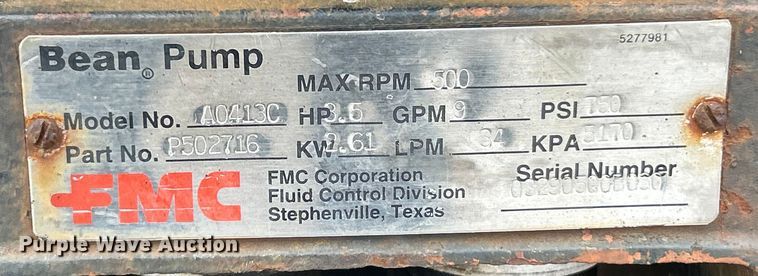 5277981
Bean® Pump
MAX RPM 500
Model No. A0413C HP 3.5 GPM 9 PSI 750
Part No. P502716 KW 2.61 LPM 34 KPA 5170
FMC
FMC Corporation
Fluid Control Division
Stephenville, Texas
Serial Number
Purple Wave Auction